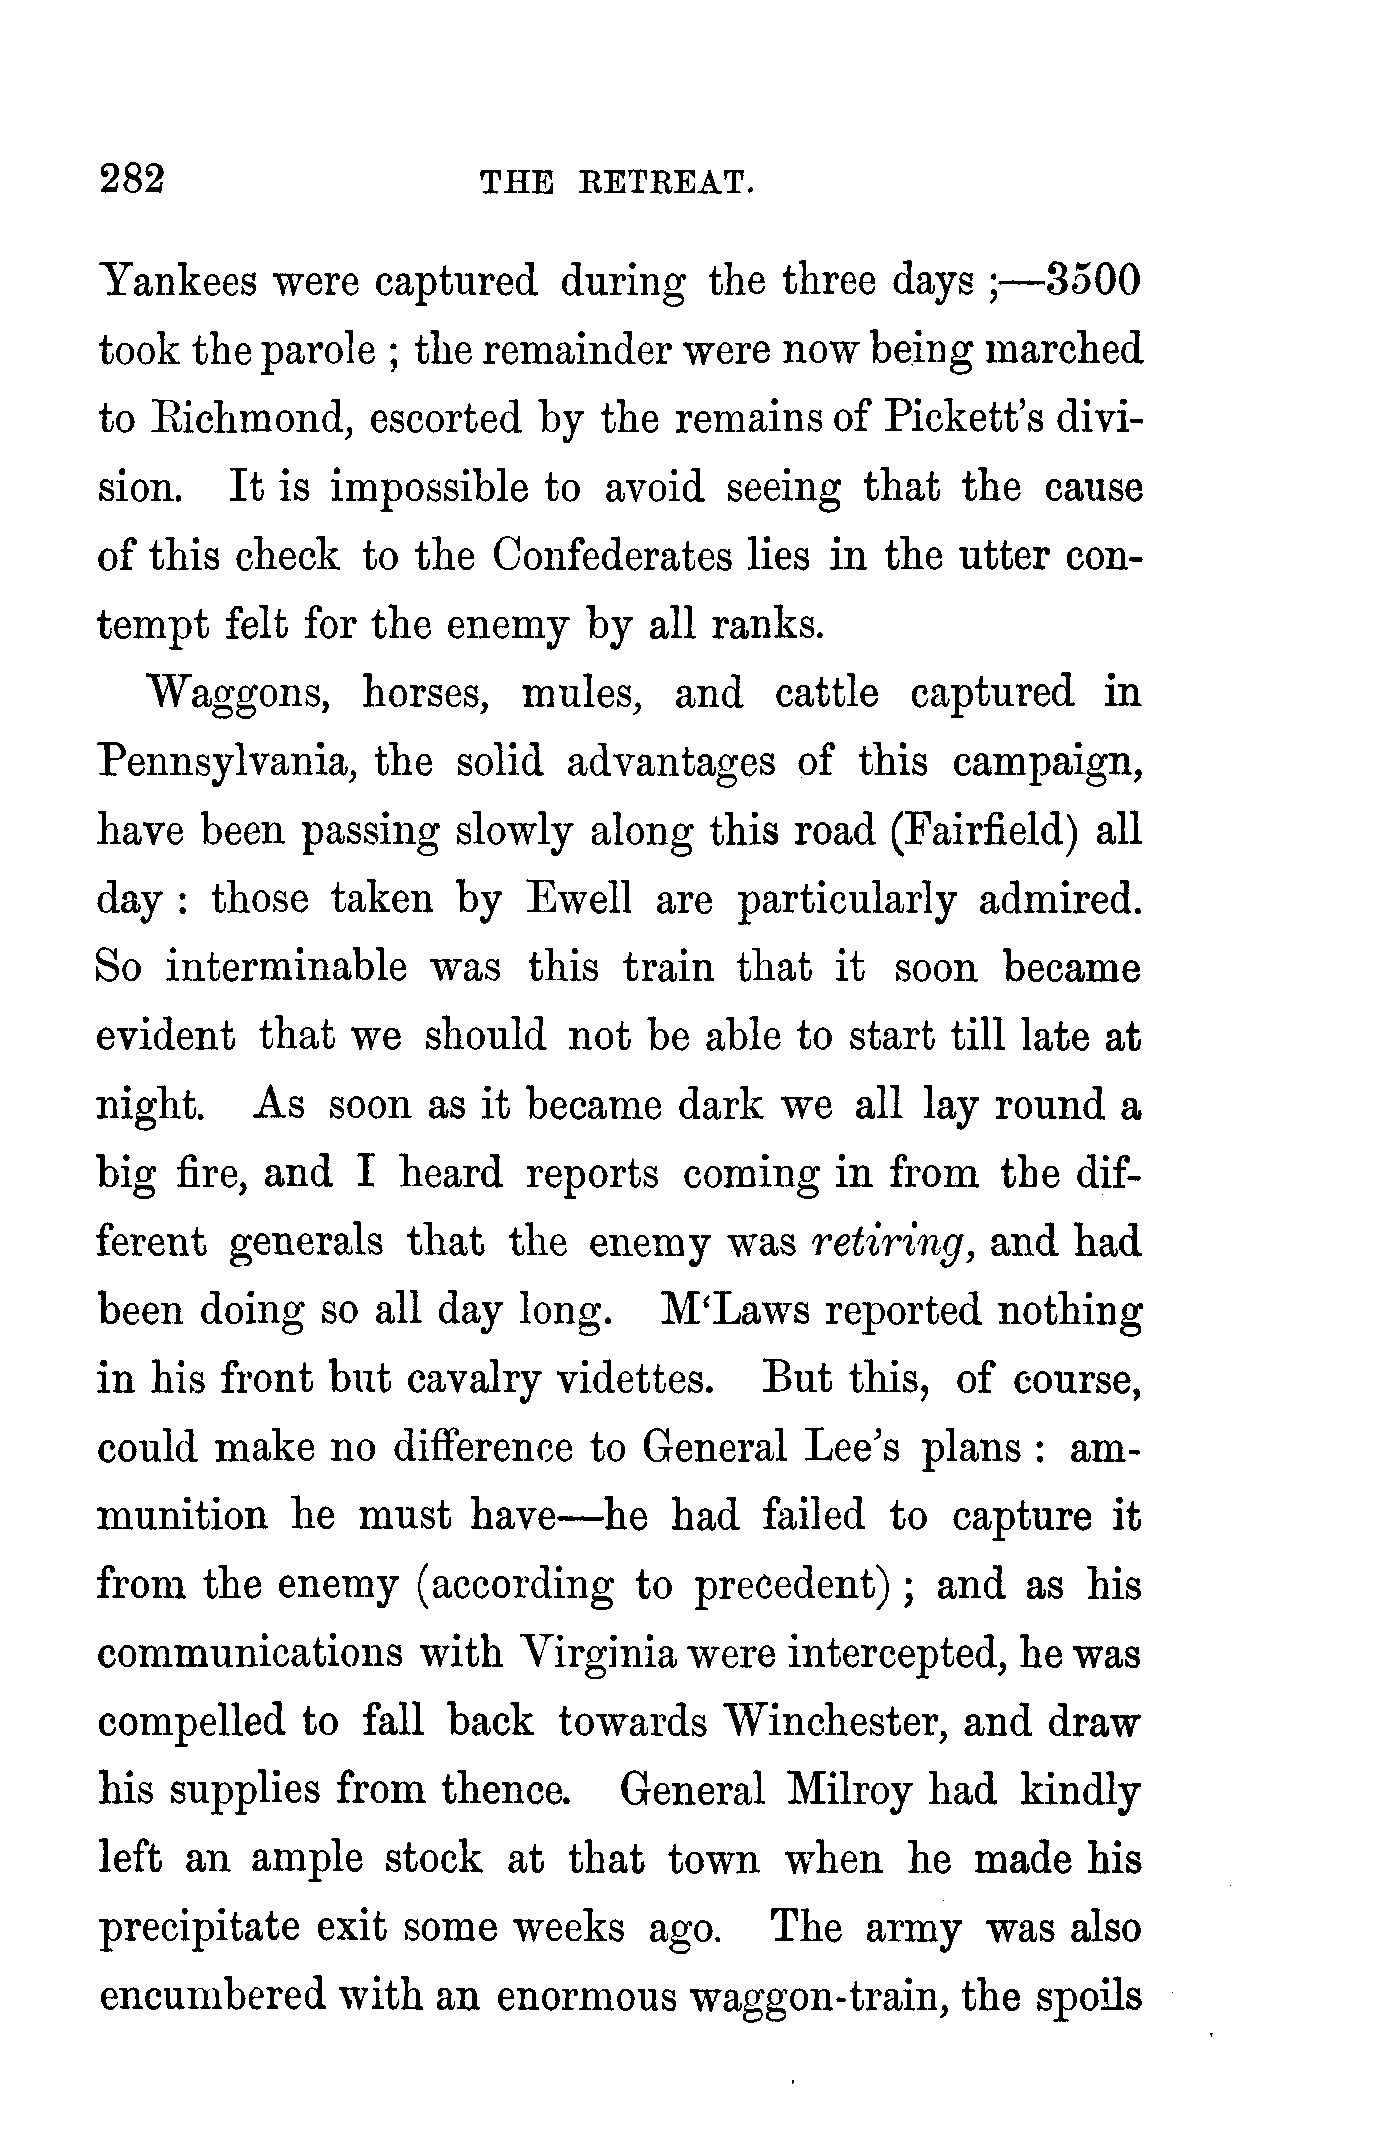 282 THE RETREAT.
Yankees were captured during the three days ;—3500
took the parole ; the remainder were now being marched
to Richmond, escorted by the remains of Pickett's divi-
sion. It is impossible to avoid seeing that the cause
of this check to the Confederates lies in the utter con-
tempt felt for the enemy by all ranks.
Waggons, horses, mules, and cattle captured in
Pennsylvania, the solid advantages of this campaign,
have been passing slowly along this road (Fairfield) all
day : those taken by Ewell are particularly admired.
So interminable was this train that it soon became
evident that we should not be able to start till late at
night. As soon as it became dark we all lay round a
big fire, and I heard reports coming in from the dif-
ferent generals that the enemy was retiring, and had
been doing so all day long. M‘Laws reported nothing
in his front but cavalry videttes. But this, of course,
could make no difference to General Lee's plans : am-
munition he must have—he had failed to capture it
from the enemy (according to precedent) ; and as his
communications with Virginia were intercepted, he was
compelled to fall back towards Winchester, and draw
his supplies from thence. General Milroy had kindly
left an ample stock at that town when he made his
precipitate exit some weeks ago. The army was also
encumbered with an enormous waggon-train, the spoils